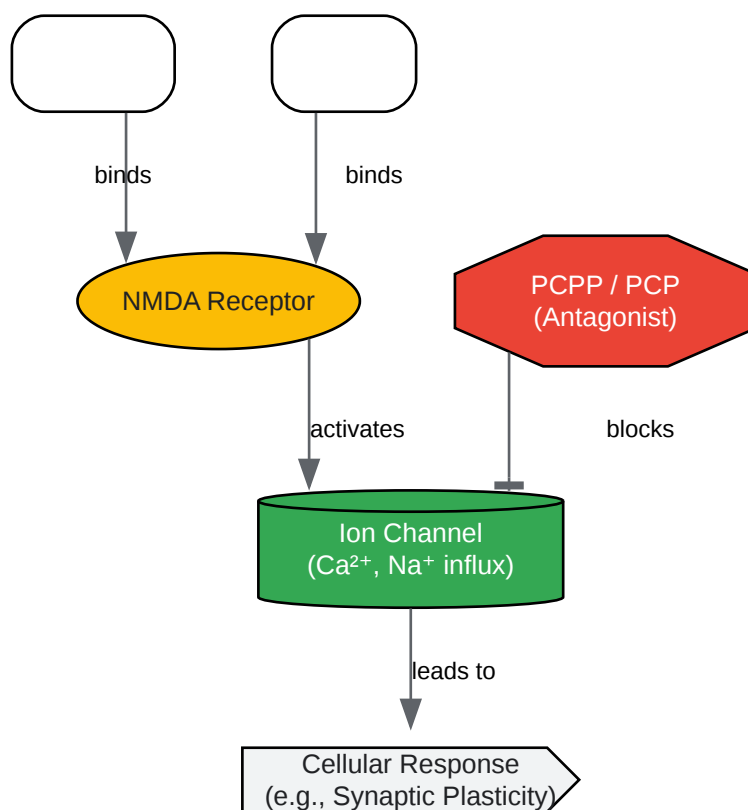 binds
binds
NMDA Receptor
PCPP / PCP
(Antagonist)
activates
blocks
Ion Channel
(Ca²⁺, Na⁺ influx)
leads to
Cellular Response
(e.g., Synaptic Plasticity)